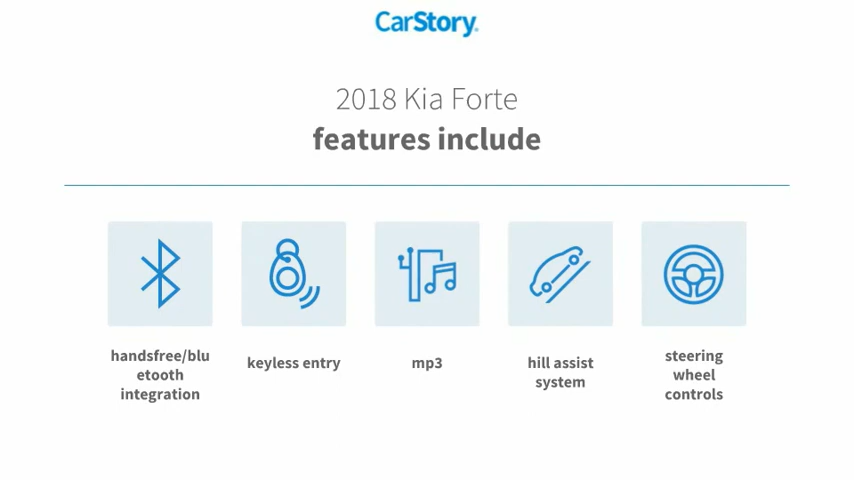 CarStory
2018 Kia Forte
features include
handsfree/blu
etooth
integration
keyless entry
mp3
hill assist
system
steering
wheel
controls